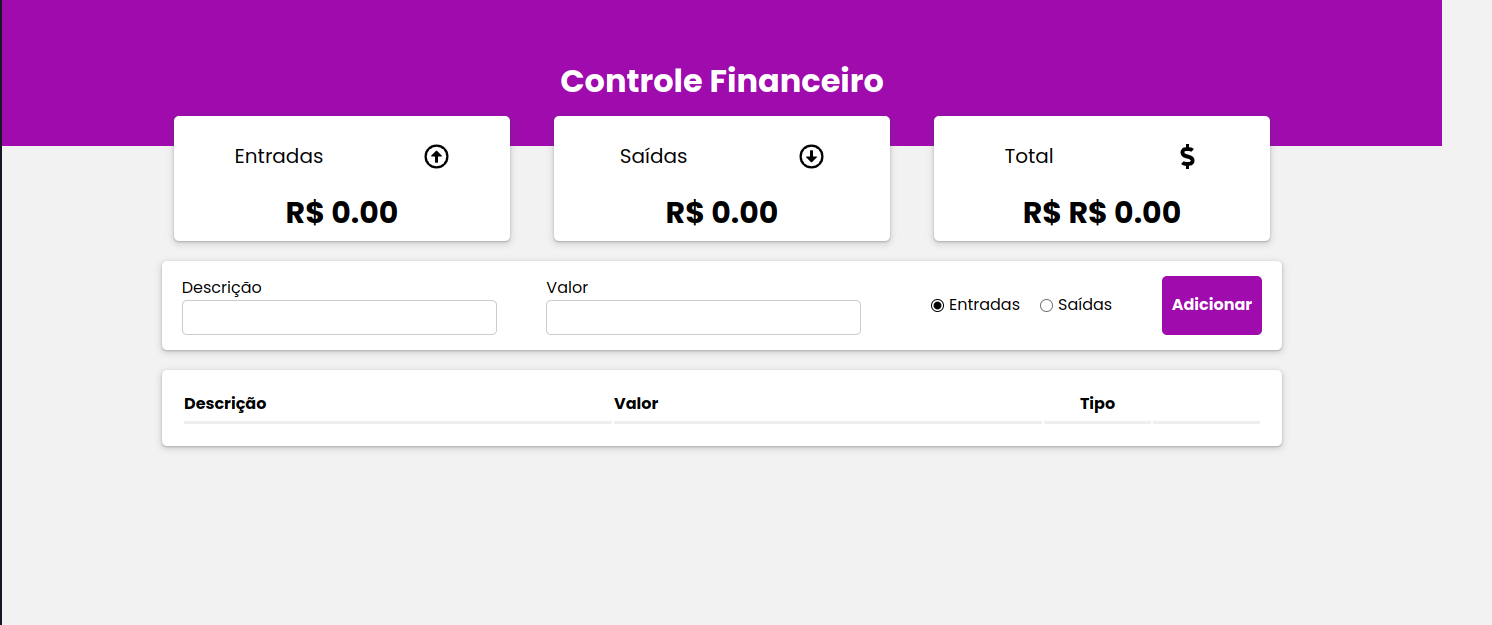 Controle Financeiro
Entradas
R$ 0.00
Saídas
R$ 0.00
Total
R$ R$ 0.00
Descrição
Valor
Entradas Saídas
Adicionar
Descrição Valor Tipo